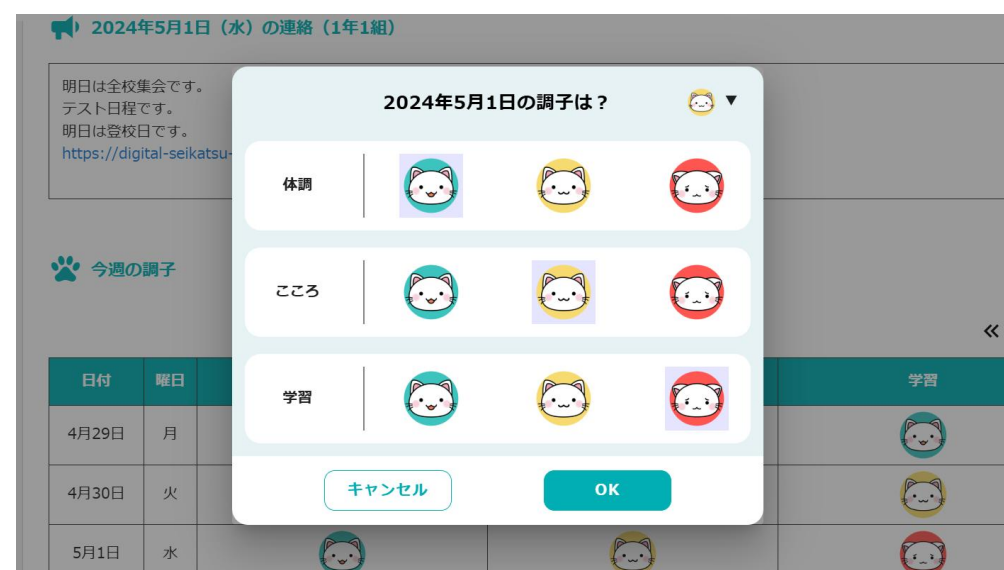 2024年5月1日（水）の連絡（1年1組）
明日は全校集会です。
テスト日程です。
明日は登校日です。
https://digital-seikatsu-
2024年5月1日の調子は？
▼
体調
こころ
学習
キャンセル
OK
今週の調子
«
日付 曜日 学習
4月29日 月
4月30日 火
5月1日 水